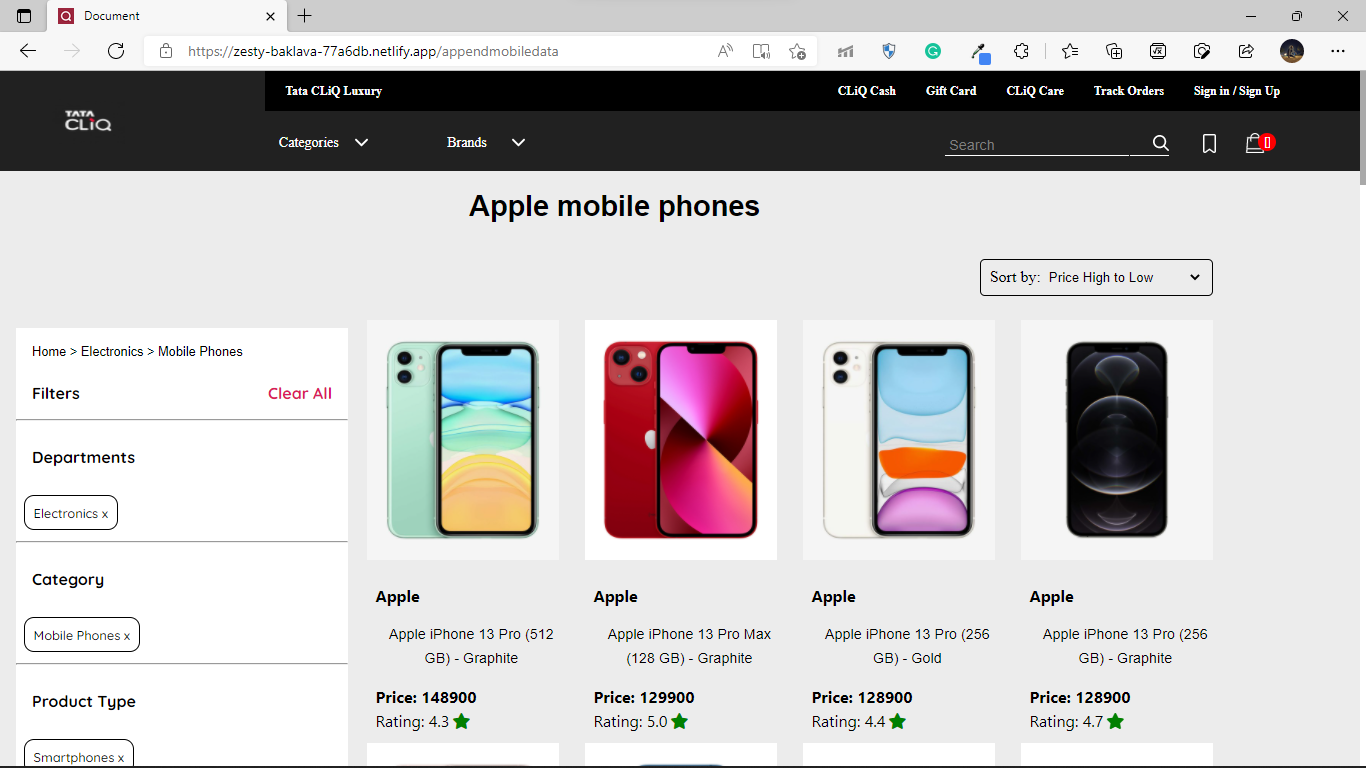 Document
https://zesty-baklava-77a6db.netlify.app/appendmobiledata
Tata CLiQ Luxury
CLiQ Cash
Gift Card
CLiQ Care
Track Orders
Sign in / Sign Up
TATA
CLiQ
Categories
Brands
Search
Apple mobile phones
Sort by: Price High to Low
Home > Electronics > Mobile Phones
Filters
Clear All
Departments
Electronics x
Category
Mobile Phones x
Product Type
Smartphones x
Apple
Apple iPhone 13 Pro (512
GB) - Graphite
Price: 148900
Rating: 4.3
Apple
Apple iPhone 13 Pro Max
(128 GB) - Graphite
Price: 129900
Rating: 5.0
Apple
Apple iPhone 13 Pro (256
GB) - Gold
Price: 128900
Rating: 4.4
Apple
Apple iPhone 13 Pro (256
GB) - Graphite
Price: 128900
Rating: 4.7